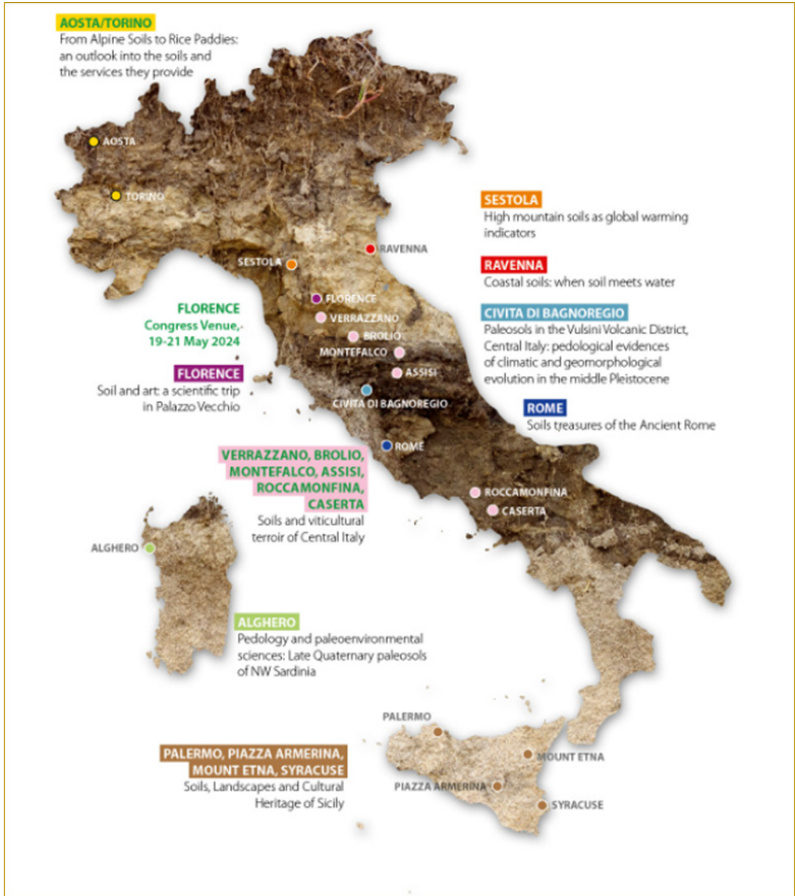 AOSTA/TORINO
From Alpine Soils to Rice Paddies:
an outlook into the soils and
the services they provide
AOSTA
TORINO
SESTOLA
High mountain soils as global warming
indicators
RAVENNA
SESTOLA
RAVENNA
Coastal soils: when soil meets water
FLORENCE
FLORENCE
Congress Venue,
19-21 May 2024
VERRAZZANO
BROLIO
MONTEFALCO
ASSISI
CIVITA DI BAGNOREGIO
CIVITA DI BAGNOREGIO
Paleosols in the Vulsini Volcanic District,
Central Italy: pedological evidences
of climatic and geomorphological
evolution in the middle Pleistocene
FLORENCE
Soil and art: a scientific trip
in Palazzo Vecchio
ROME
Soils treasures of the Ancient Rome
ROME
VERRAZZANO, BROLIO,
MONTEFALCO, ASSISI,
ROCCAMONFINA,
CASERTA
Soils and viticultural
terroir of Central Italy
ROCCAMONFINA
CASERTA
ALGHERO
ALGHERO
Pedology and paleoenvironmental
sciences: Late Quaternary paleosols
of NW Sardinia
PALERMO
PALERMO, PIAZZA ARMERINA,
MOUNT ETNA, SYRACUSE
Soils, Landscapes and Cultural
Heritage of Sicily
MOUNT ETNA
PIAZZA ARMERINA
SYRACUSE